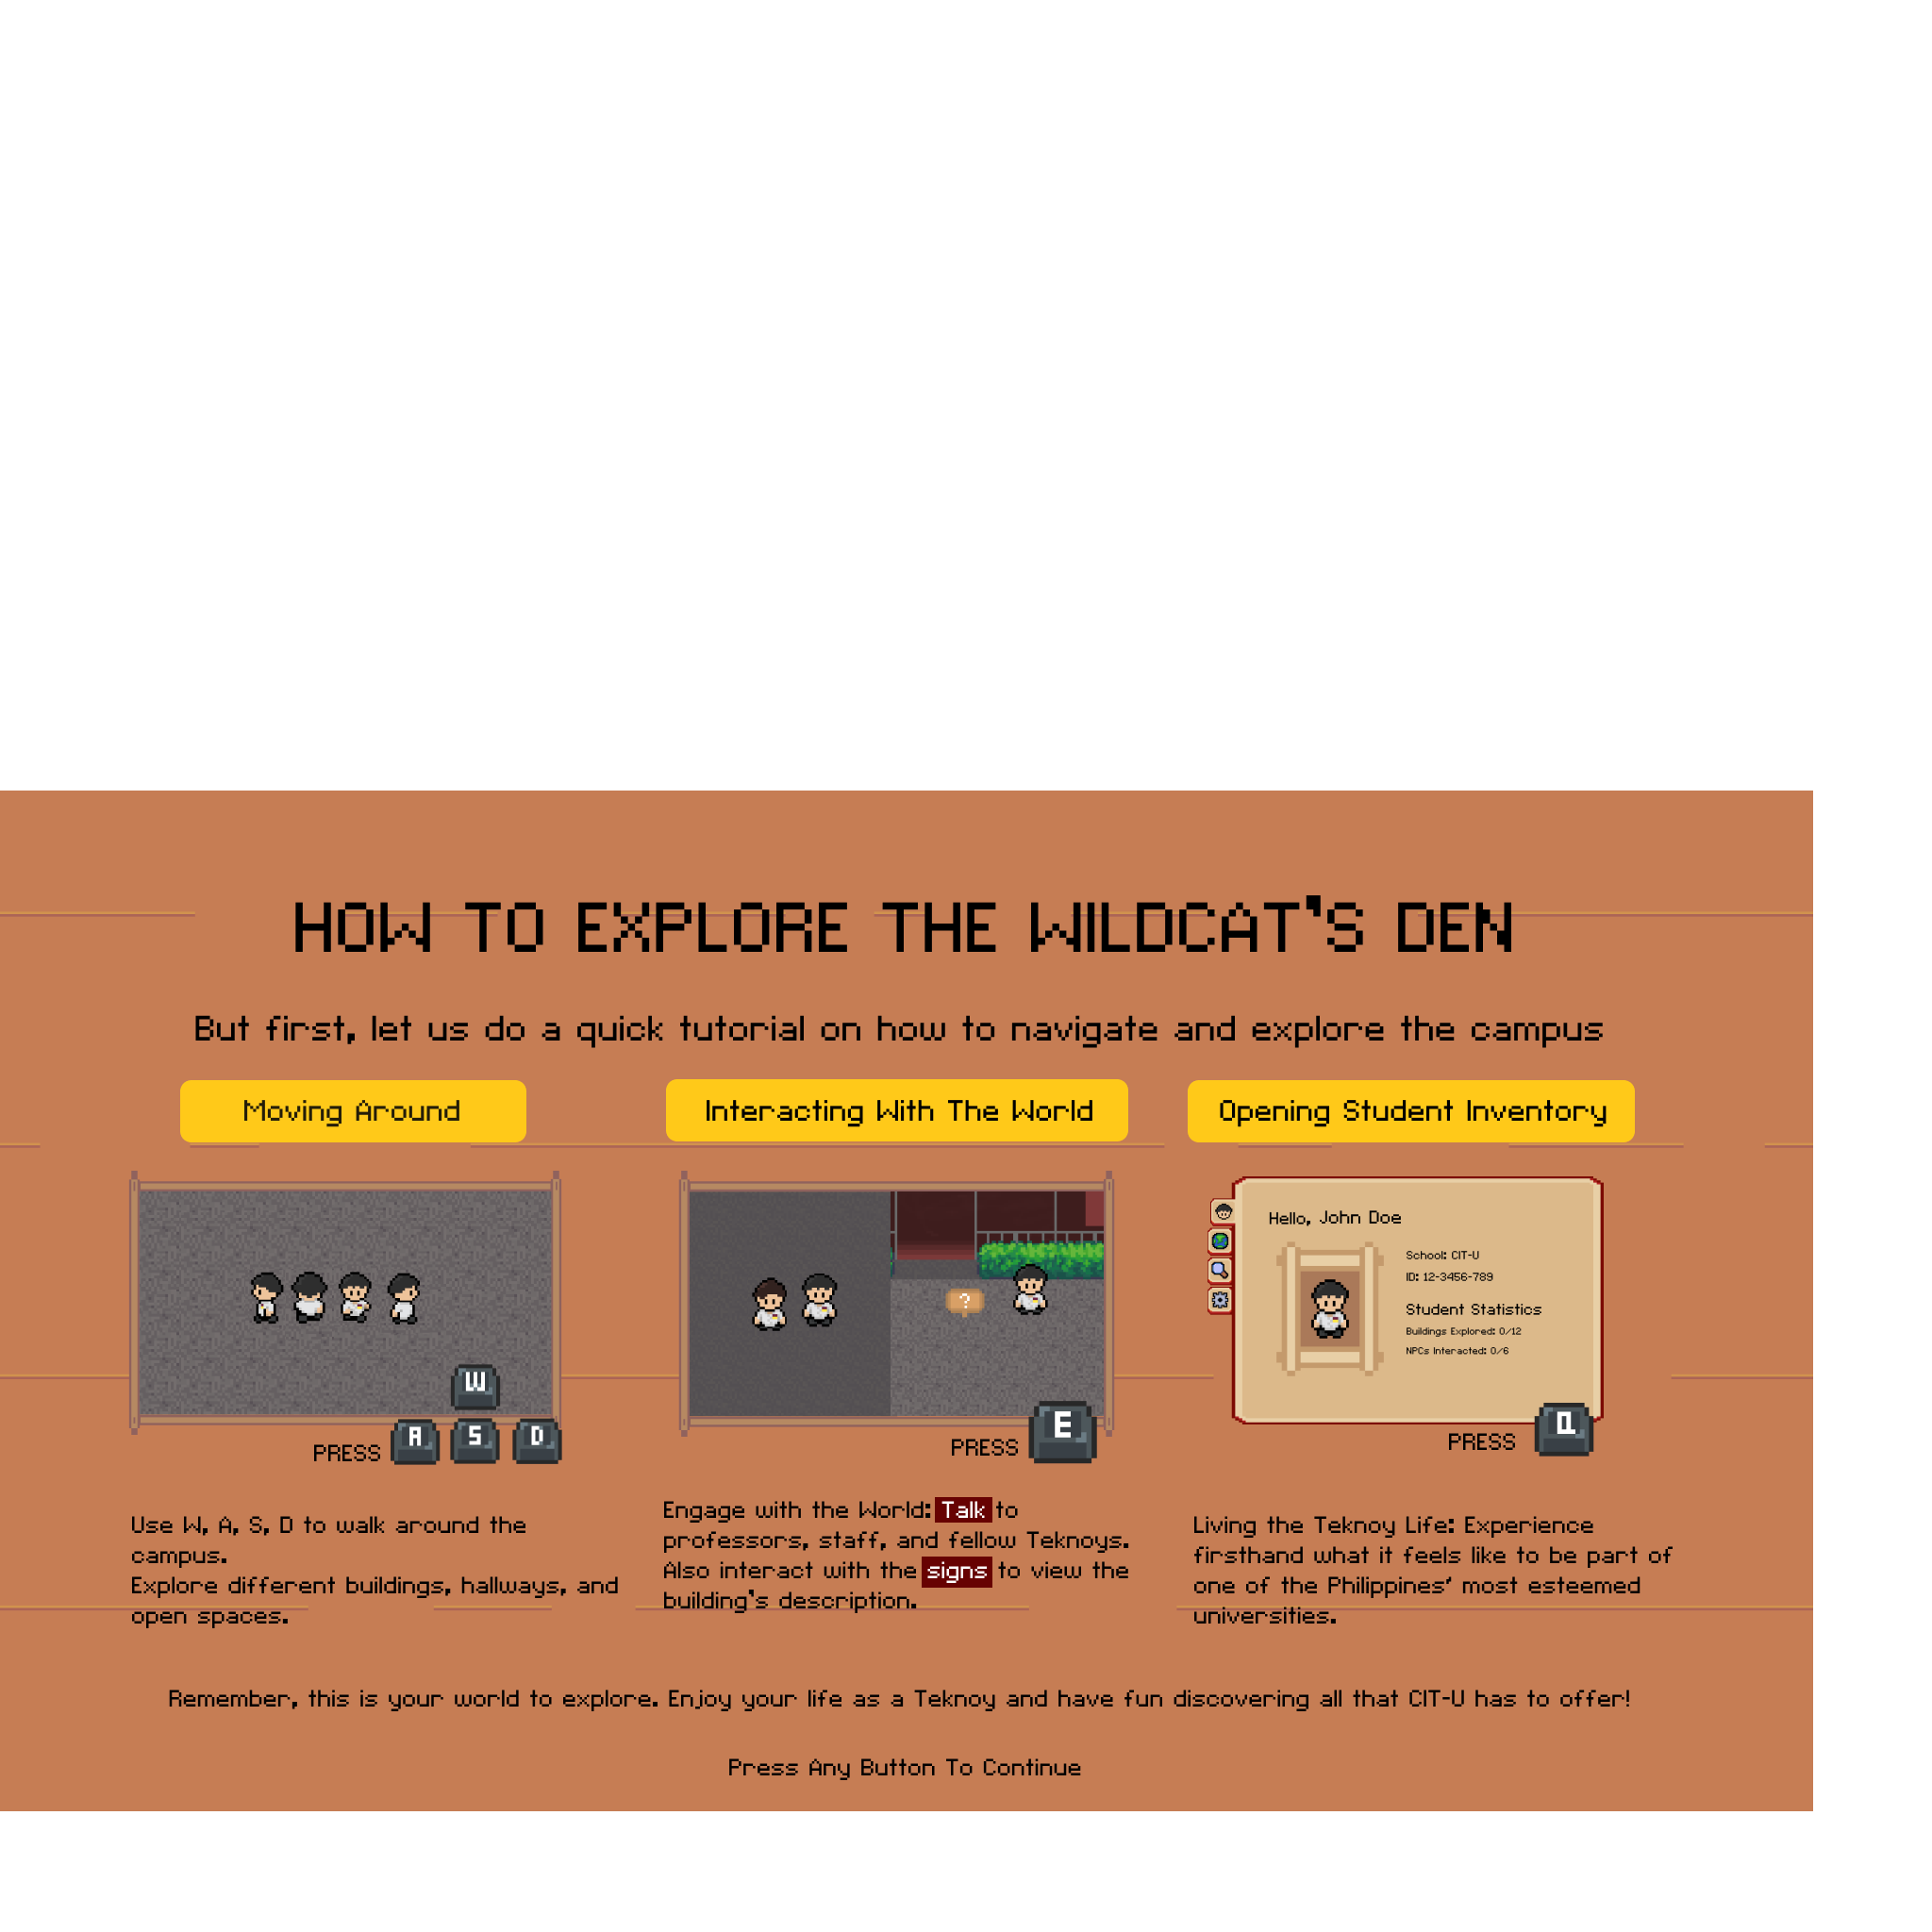 HOW TO EXPLORE THE WILDCAT'S DEN
But first, let us do a quick tutorial on how to navigate and explore the campus
Moving Around
W
PRESS A S D
Use W, A, S, D to walk around the
campus.
Explore different buildings, hallways, and
open spaces.
Interacting With The World
?
PRESS E
Engage with the World: Talk to
professors, staff, and fellow Teknoys.
Also interact with the signs to view the
building's description.
Opening Student Inventory
Hello, John Doe
School: CIT-U
ID: 12-3456-789
Student Statistics
Buildings Explored: 0/12
NPCs Interacted: 0/6
PRESS Q
Living the Teknoy Life: Experience
firsthand what it feels like to be part of
one of the Philippines' most esteemed
universities.
Remember, this is your world to explore. Enjoy your life as a Teknoy and have fun discovering all that CIT-U has to offer!
Press Any Button To Continue